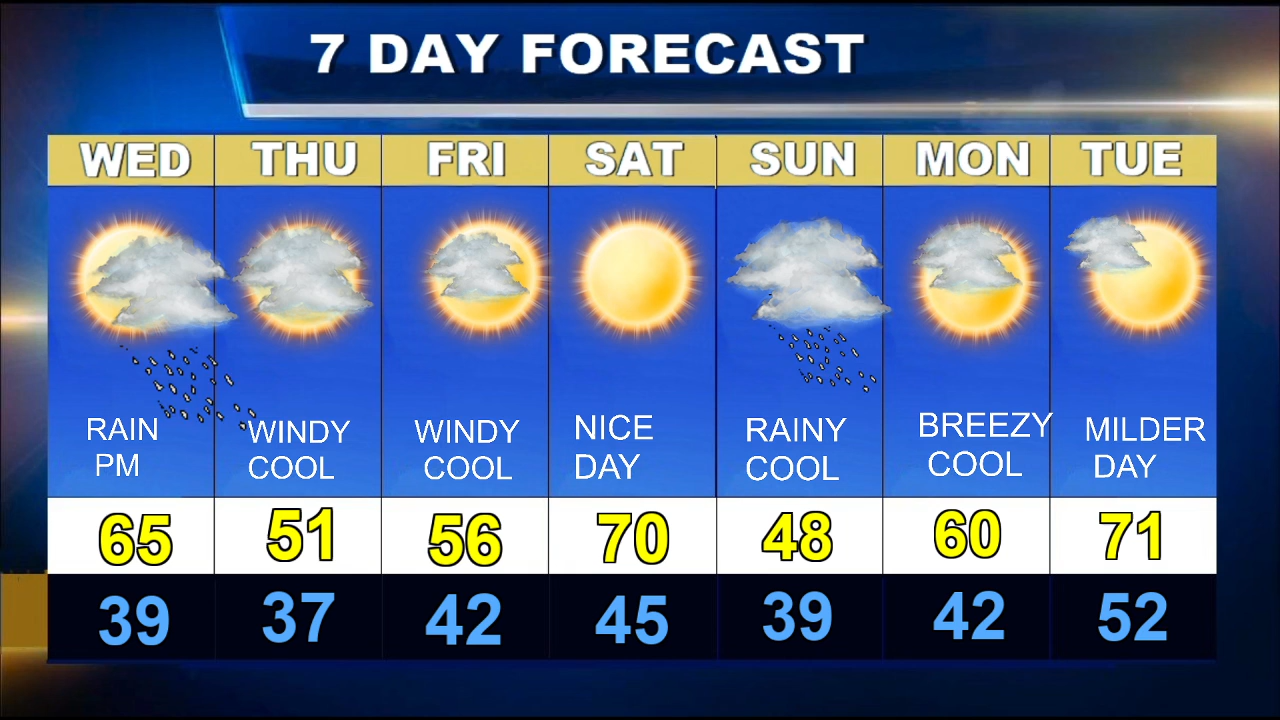 7 DAY FORECAST
WED THU FRI SAT SUN MON TUE
RAIN WINDY WINDY NICE RAINY BREEZY MILDER
PM COOL COOL DAY COOL COOL DAY
65 51 56 70 48 60 71
39 37 42 45 39 42 52